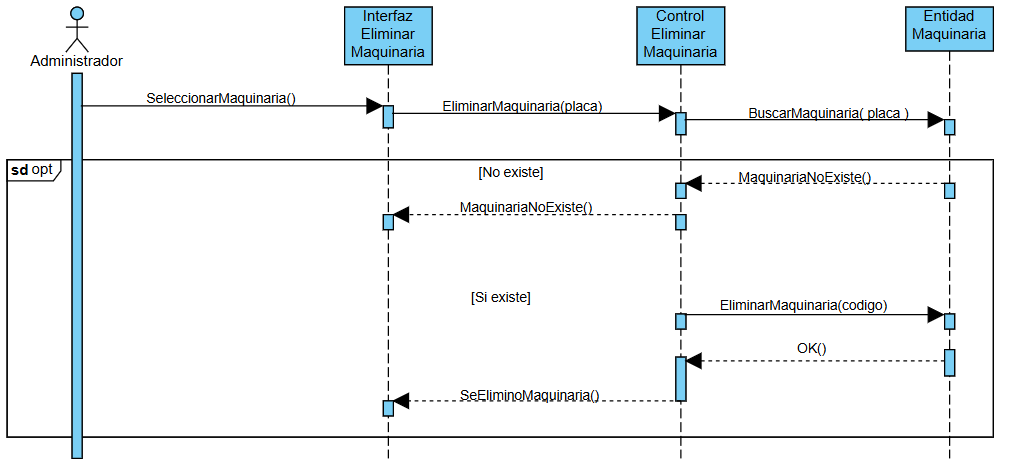 Administrador
Interfaz
Eliminar
Maquinaria
Control
Eliminar
Maquinaria
Entidad
Maquinaria
SeleccionarMaquinaria()
EliminarMaquinaria(placa)
BuscarMaquinaria( placa )
sd opt
[No existe]
MaquinariaNoExiste()
MaquinariaNoExiste()
[Si existe]
EliminarMaquinaria(codigo)
OK()
SeEliminoMaquinaria()